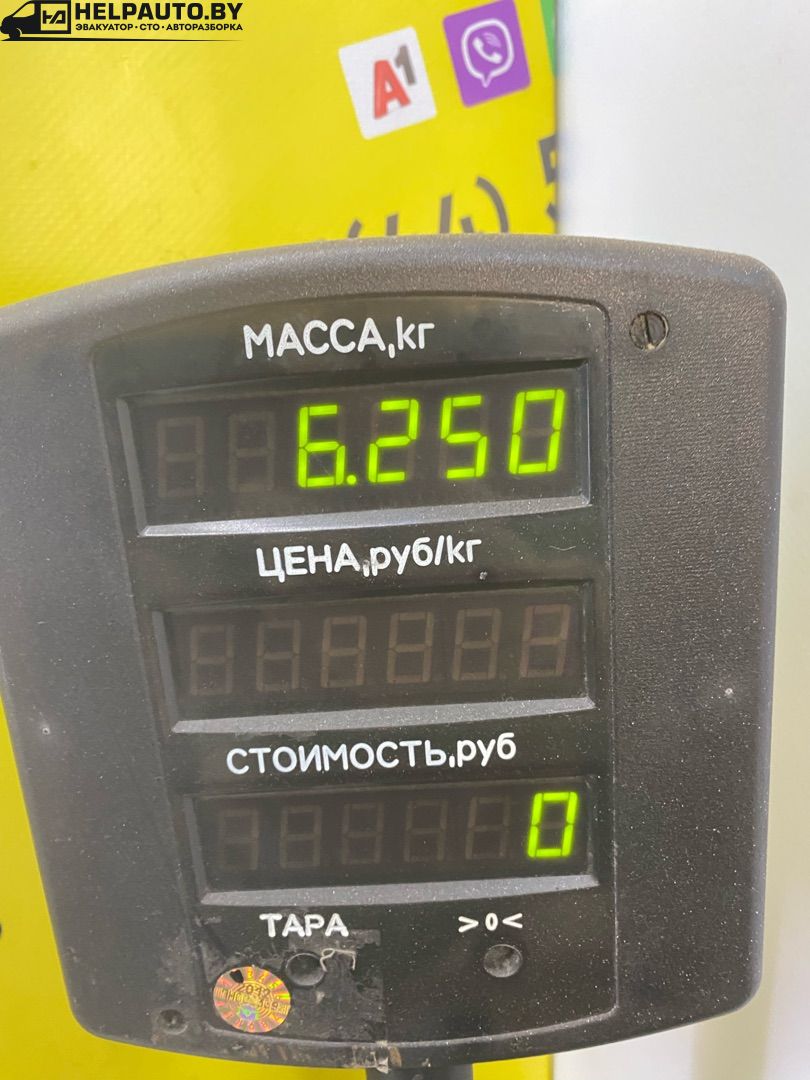 HELPAUTO.BY
ЭВАКУАТОР • СТО • АВТОРАЗБОРКА
A1
МАССА,кг
6.250
ЦЕНА,руб/кг
СТОИМОСТЬ,руб
0
ТАРА
>0<